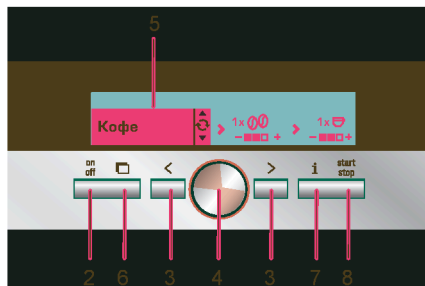 5
Кофе 1x 1x
- + - +
on off < > i start stop
2 6 3 4 3 7 8